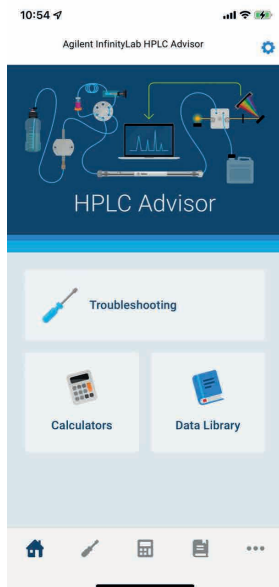 10:54
Agilent InfinityLab HPLC Advisor
HPLC Advisor
Troubleshooting
Calculators
Data Library